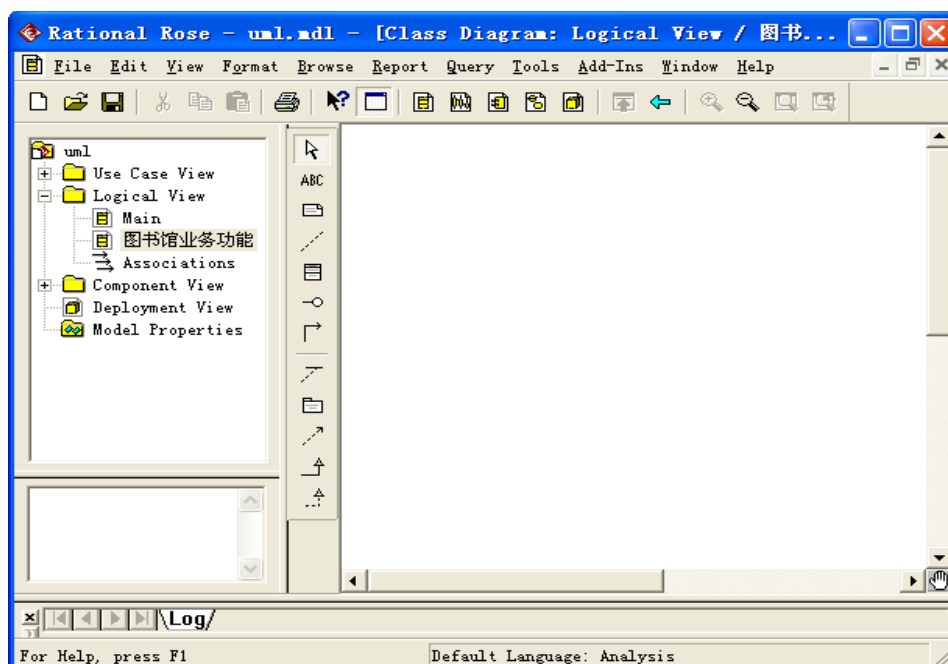 Rational Rose - uml.mdl - [Class Diagram: Logical View / 图书...
File Edit View Format Browse Report Query Tools Add-Ins Window Help
uml
Use Case View
Logical View
Main
图书馆业务功能
Associations
Component View
Deployment View
Model Properties
ABC
Log
For Help, press F1
Default Language: Analysis